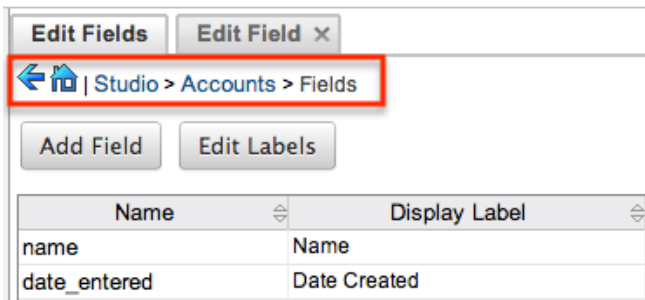 Edit Fields Edit Field ×
| Studio > Accounts > Fields
Add Field Edit Labels
Name Display Label
name Name
date_entered Date Created